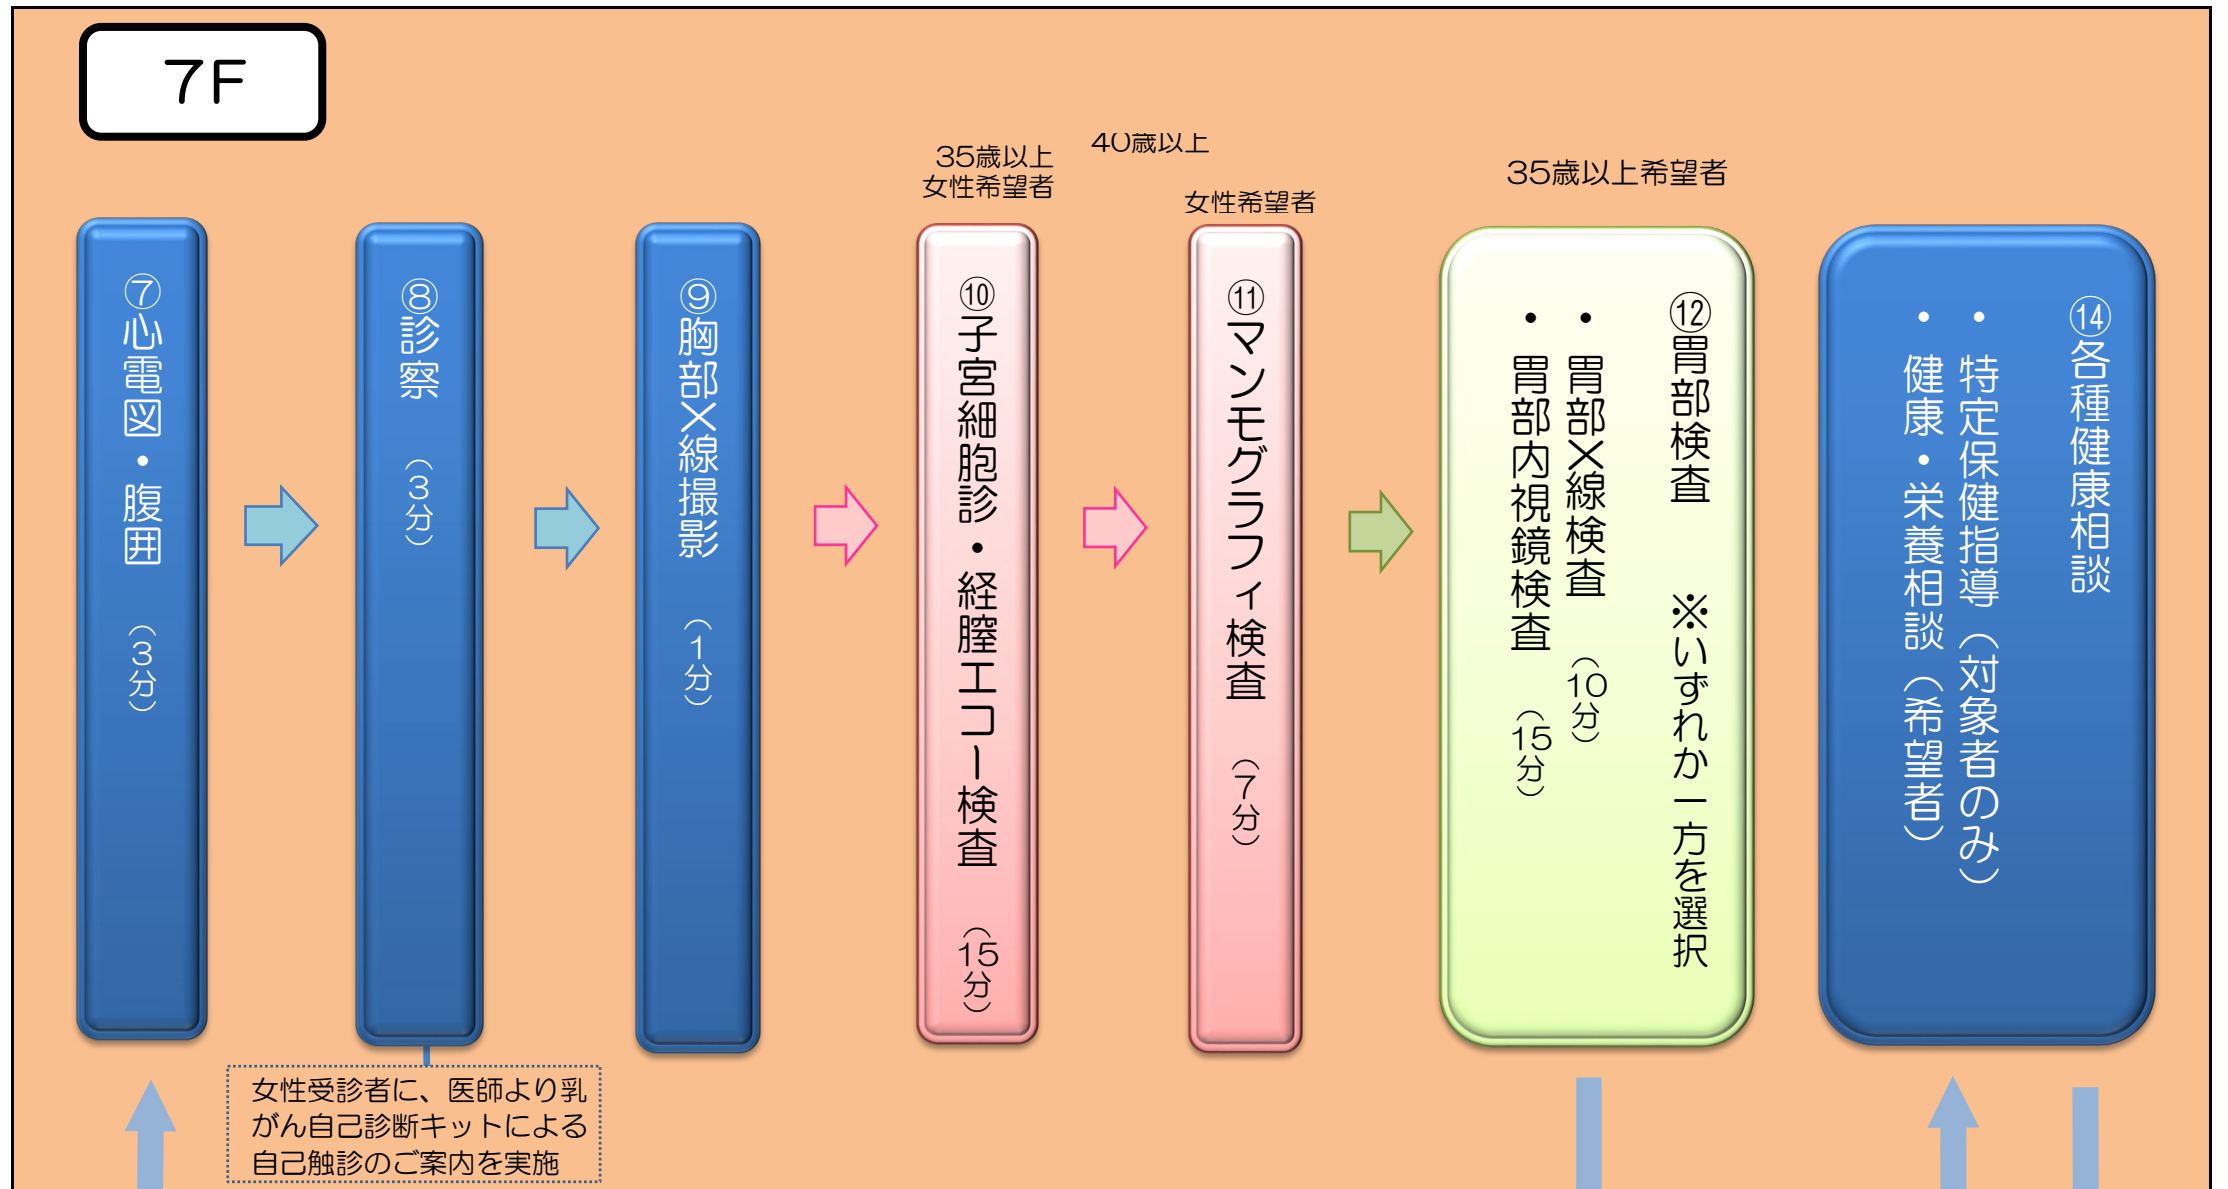 7F
⑦心電図・腹囲 （3分）
⑧診察 （3分）
女性受診者に、医師より乳
がん自己診断キットによる
自己触診のご案内を実施
⑨胸部X線撮影 （1分）
35歳以上
女性希望者
⑩子宮細胞診・経膣エコー検査 （15分）
40歳以上
女性希望者
⑪マンモグラフィ検査 （7分）
35歳以上希望者
⑫胃部検査 ※いずれか一方を選択
・胃部X線検査 （10分）
・胃部内視鏡検査 （15分）
⑭各種健康相談
・特定保健指導（対象者のみ）
・健康・栄養相談（希望者）